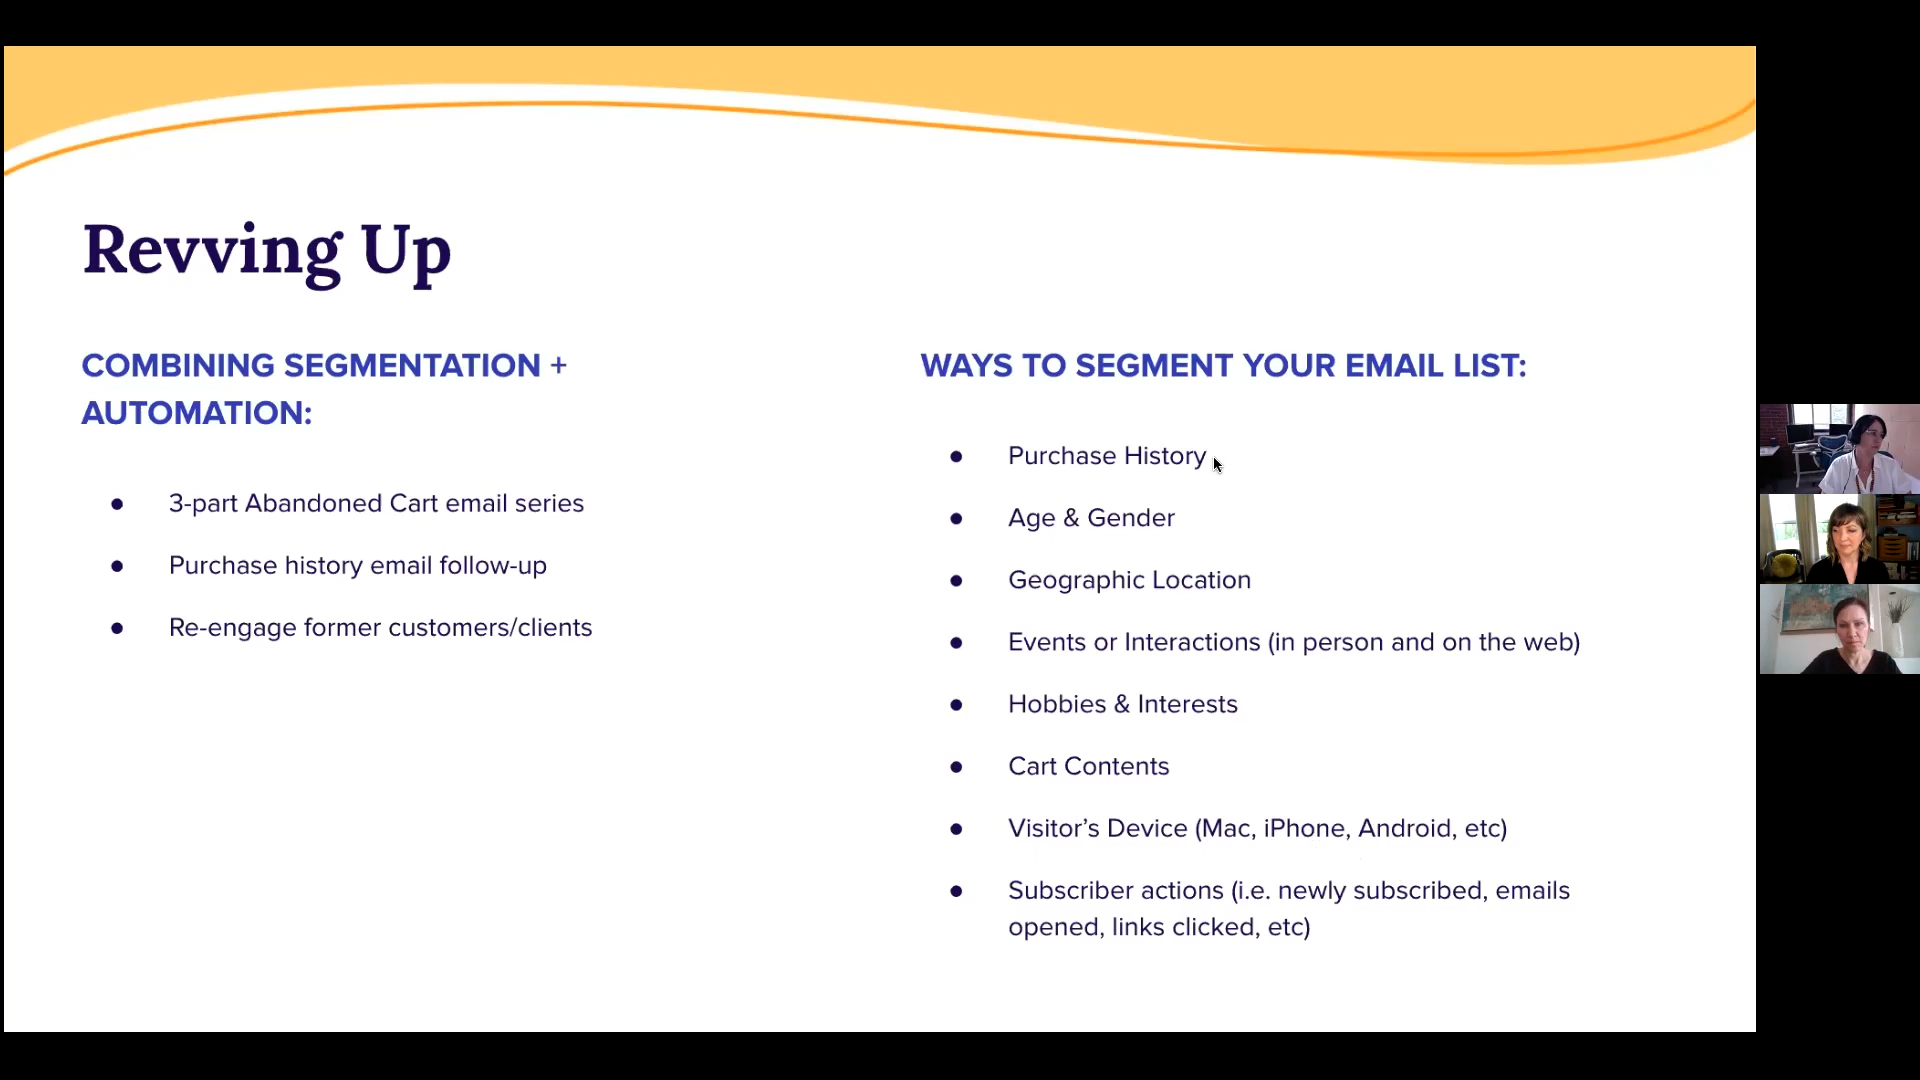 Revving Up
COMBINING SEGMENTATION +
AUTOMATION:
● 3-part Abandoned Cart email series
● Purchase history email follow-up
● Re-engage former customers/clients
WAYS TO SEGMENT YOUR EMAIL LIST:
● Purchase History
● Age & Gender
● Geographic Location
● Events or Interactions (in person and on the web)
● Hobbies & Interests
● Cart Contents
● Visitor’s Device (Mac, iPhone, Android, etc)
● Subscriber actions (i.e. newly subscribed, emails
opened, links clicked, etc)